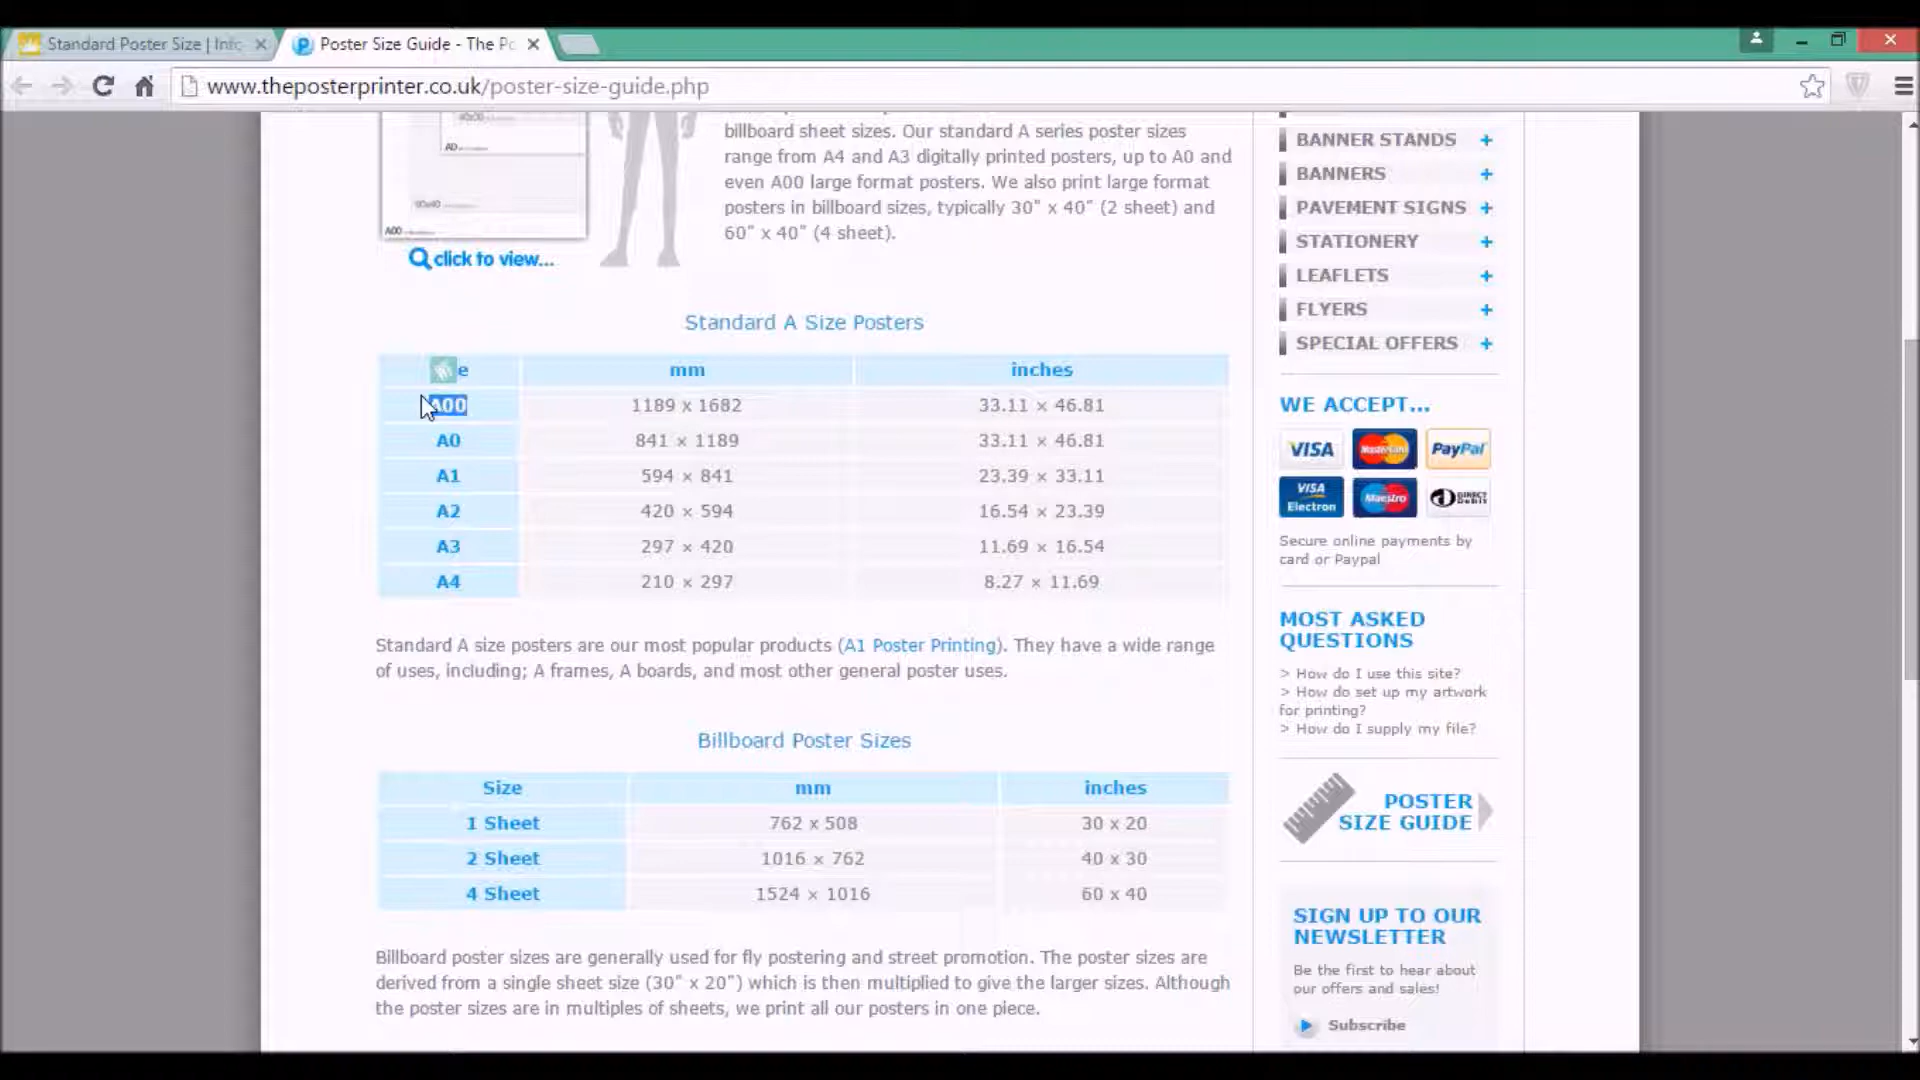 Standard Poster Size | Info
Poster Size Guide - The Po
www.theposterprinter.co.uk/poster-size-guide.php
A0
60x40
A00
click to view...
billboard sheet sizes. Our standard A series poster sizes
range from A4 and A3 digitally printed posters, up to A0 and
even A00 large format posters. We also print large format
posters in billboard sizes, typically 30" x 40" (2 sheet) and
60" x 40" (4 sheet).
Standard A Size Posters
e mm inches
A00 1189 x 1682 33.11 × 46.81
A0 841 × 1189 33.11 × 46.81
A1 594 × 841 23.39 × 33.11
A2 420 × 594 16.54 × 23.39
A3 297 × 420 11.69 × 16.54
A4 210 × 297 8.27 × 11.69
Standard A size posters are our most popular products (A1 Poster Printing). They have a wide range
of uses, including; A frames, A boards, and most other general poster uses.
Billboard Poster Sizes
Size mm inches
1 Sheet 762 x 508 30 x 20
2 Sheet 1016 × 762 40 x 30
4 Sheet 1524 × 1016 60 x 40
Billboard poster sizes are generally used for fly postering and street promotion. The poster sizes are
derived from a single sheet size (30" x 20") which is then multiplied to give the larger sizes. Although
the poster sizes are in multiples of sheets, we print all our posters in one piece.
BANNER STANDS +
BANNERS +
PAVEMENT SIGNS +
STATIONERY +
LEAFLETS +
FLYERS +
SPECIAL OFFERS +
WE ACCEPT...
VISA MasterCard PayPal
VISA Electron Maestro DIRECT Debit
Secure online payments by
card or Paypal
MOST ASKED
QUESTIONS
> How do I use this site?
> How do set up my artwork
for printing?
> How do I supply my file?
POSTER
SIZE GUIDE
SIGN UP TO OUR
NEWSLETTER
Be the first to hear about
our offers and sales!
Subscribe